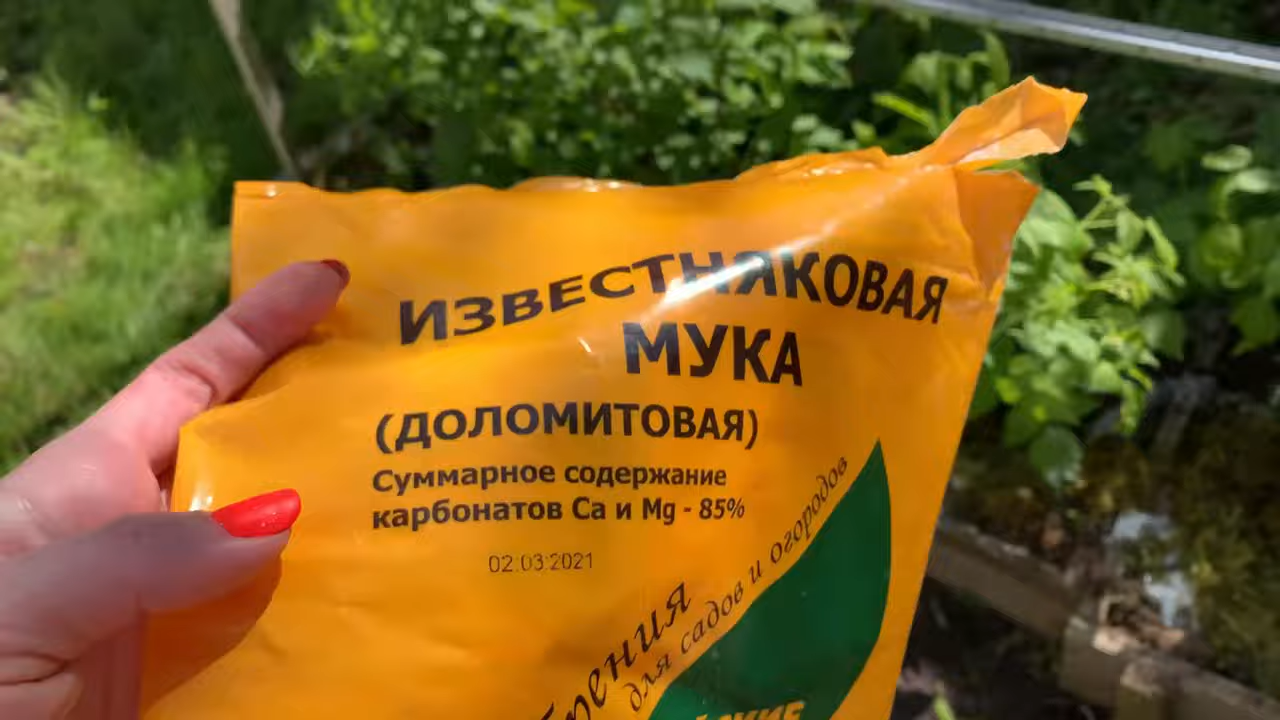 ИЗВЕСТНЯКОВАЯ
МУКА
(ДОЛОМИТОВАЯ)
Суммарное содержание
карбонатов Ca и Mg - 85%
02.03.2021
для садов и огородов